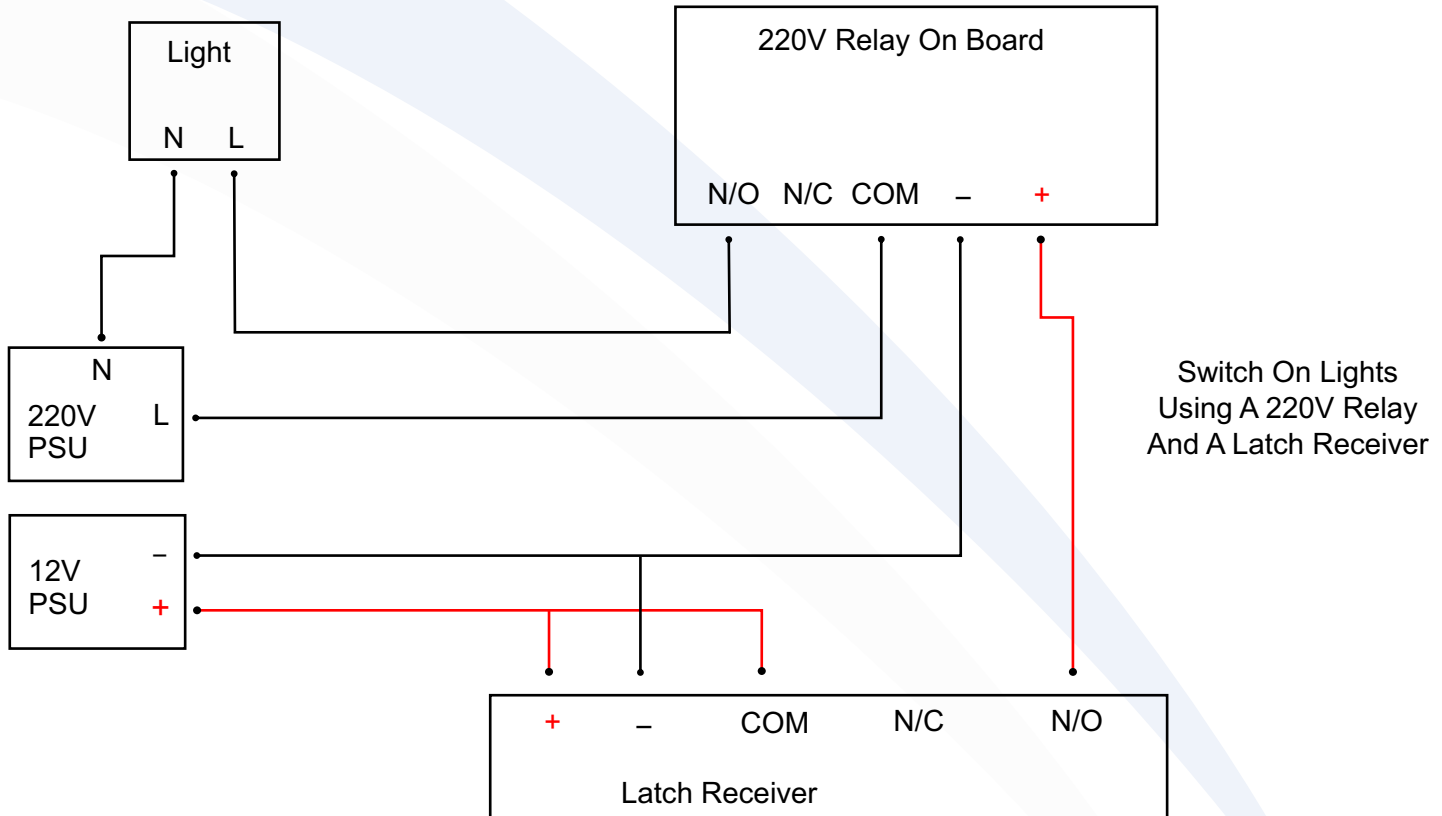 Light
N L
220V Relay On Board
N/O N/C COM – +
N
220V L
PSU
Switch On Lights
Using A 220V Relay
And A Latch Receiver
–
12V
PSU +
+ – COM N/C N/O
Latch Receiver